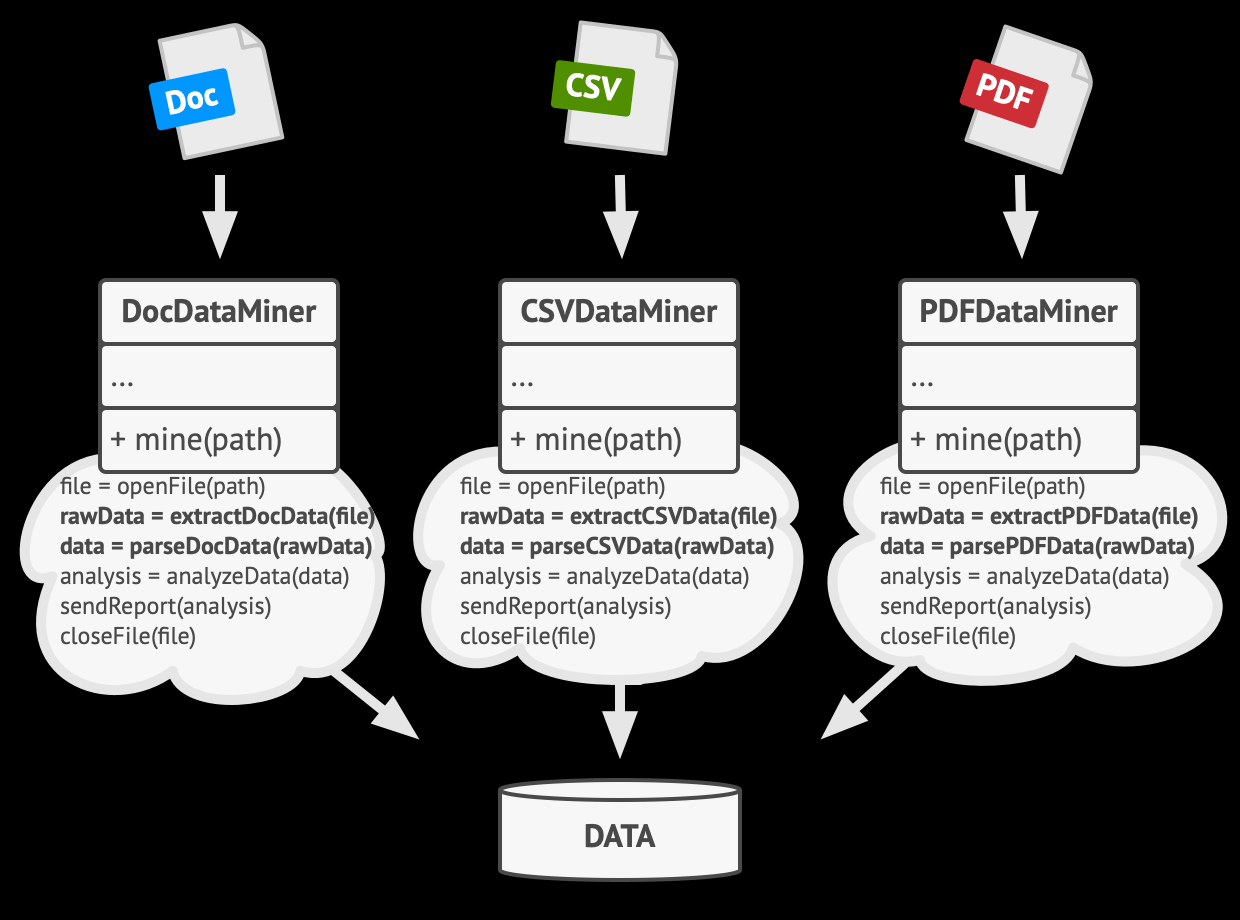 Doc
CSV
PDF
DocDataMiner
...
+ mine(path)
file = openFile(path)
rawData = extractDocData(file)
data = parseDocData(rawData)
analysis = analyzeData(data)
sendReport(analysis)
closeFile(file)
CSVDataMiner
...
+ mine(path)
file = openFile(path)
rawData = extractCSVData(file)
data = parseCSVData(rawData)
analysis = analyzeData(data)
sendReport(analysis)
closeFile(file)
PDFDataMiner
...
+ mine(path)
file = openFile(path)
rawData = extractPDFData(file)
data = parsePDFData(rawData)
analysis = analyzeData(data)
sendReport(analysis)
closeFile(file)
DATA